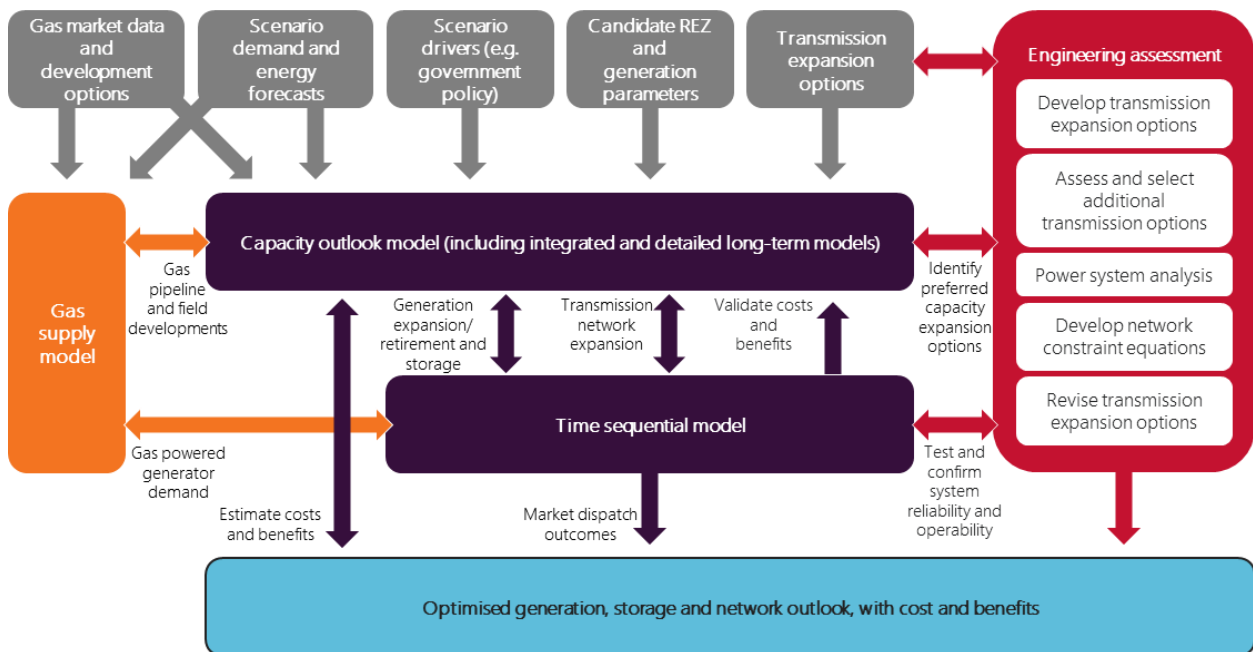 Gas market data
and
development
options
Scenario
demand and
energy
forecasts
Scenario
drivers (e.g.
government
policy)
Candidate REZ
and
generation
parameters
Transmission
expansion
options
Engineering assessment
Develop transmission
expansion options
Assess and select
additional
transmission options
Power system analysis
Develop network
constraint equations
Revise transmission
expansion options
Gas
supply
model
Capacity outlook model (including integrated and detailed long-term models)
Gas
pipeline
and field
developments
Generation
expansion/
retirement and
storage
Transmission
network
expansion
Validate costs
and
benefits
Identify
preferred
capacity
expansion
options
Time sequential model
Gas powered
generator
demand
Estimate costs
and benefits
Market dispatch
outcomes
Test and
confirm
system
reliability and
operability
Optimised generation, storage and network outlook, with cost and benefits